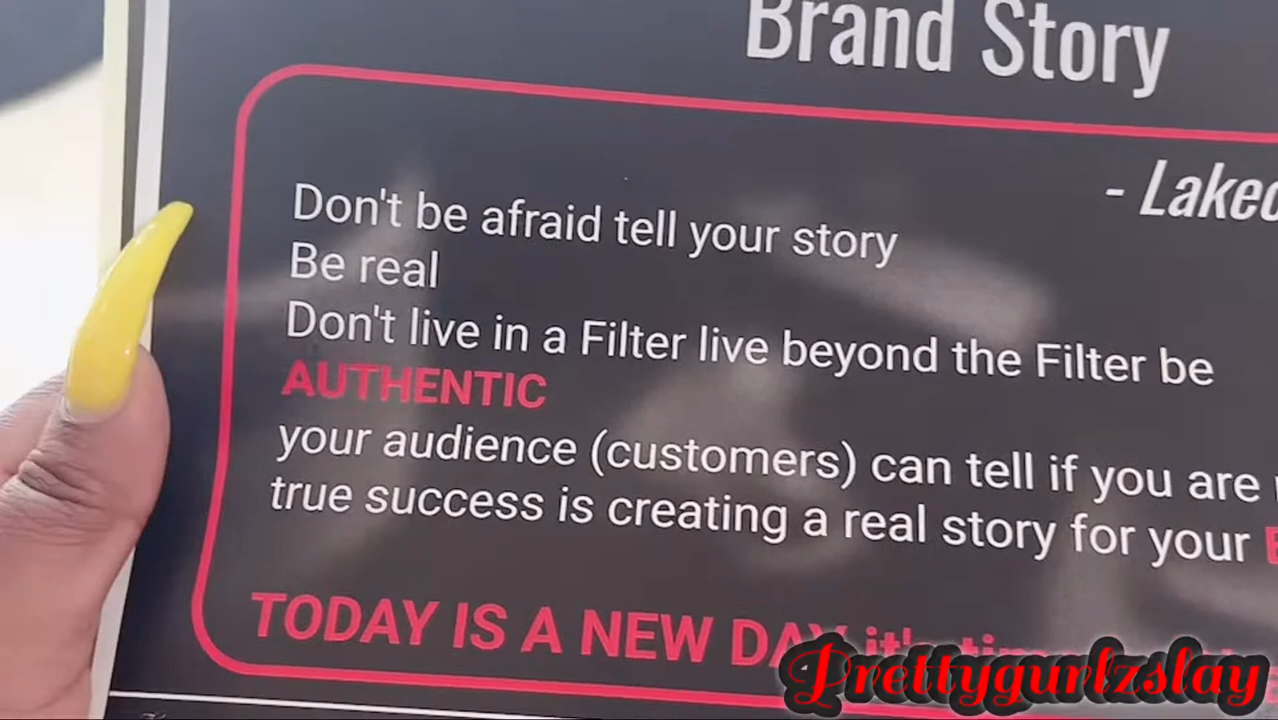 Brand Story
- Laked
Don't be afraid tell your story
Be real
Don't live in a Filter live beyond the Filter be
AUTHENTIC
your audience (customers) can tell if you are
true success is creating a real story for your
TODAY IS A NEW DAY it's
Prettygurlzslay